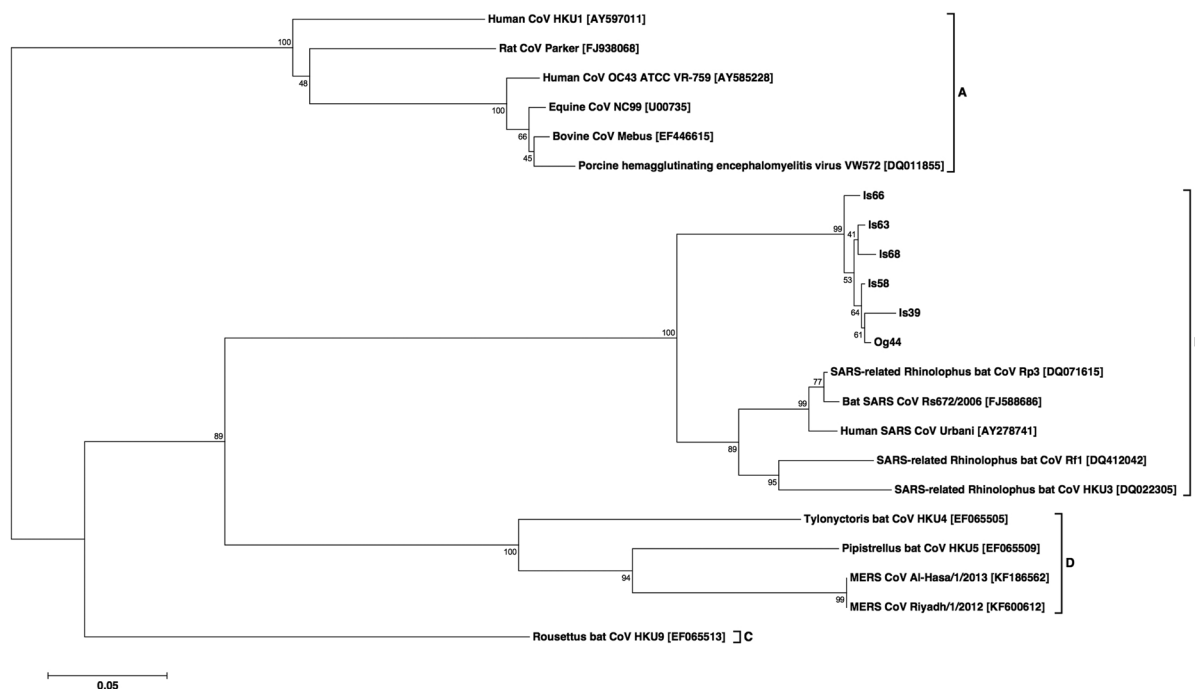 Human CoV HKU1 [AY597011]
100
Rat CoV Parker [FJ938068]
48
Human CoV OC43 ATCC VR-759 [AY585228]
A
Equine CoV NC99 [U00735]
100
66
Bovine CoV Mebus [EF446615]
45
Porcine hemagglutinating encephalomyelitis virus VW572 [DQ011855]
Is66
Is63
99
41
Is68
53
Is58
64
Is39
100
61
Og44
SARS-related Rhinolophus bat CoV Rp3 [DQ071615]
77
Bat SARS CoV Rs672/2006 [FJ588686]
99
Human SARS CoV Urbani [AY278741]
89
89
SARS-related Rhinolophus bat CoV Rf1 [DQ412042]
95
SARS-related Rhinolophus bat CoV HKU3 [DQ022305]
Tylonyctoris bat CoV HKU4 [EF065505]
100
Pipistrellus bat CoV HKU5 [EF065509]
D
94
MERS CoV Al-Hasa/1/2013 [KF186562]
99
MERS CoV Riyadh/1/2012 [KF600612]
Rousettus bat CoV HKU9 [EF065513]
C
0.05